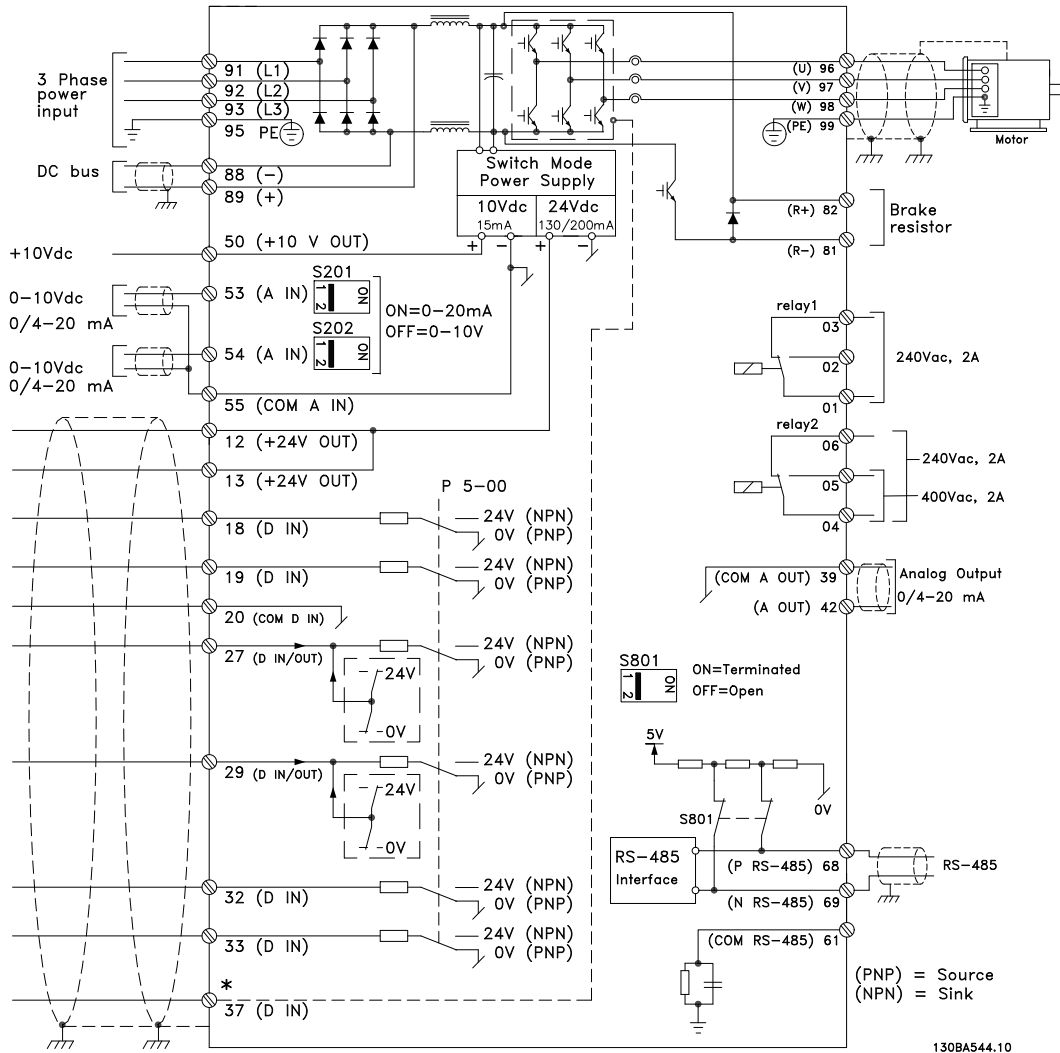 3 Phase
power
input
91 (L1)
92 (L2)
93 (L3)
95 PE
DC bus
88 (-)
89 (+)
Switch Mode
Power Supply
10Vdc
15mA
24Vdc
130/200mA
+ - + -
+10Vdc
50 (+10 V OUT)
0-10Vdc
0/4-20 mA
53 (A IN)
S201
1 2
ON
ON=0-20mA
OFF=0-10V
0-10Vdc
0/4-20 mA
54 (A IN)
S202
1 2
ON
55 (COM A IN)
12 (+24V OUT)
13 (+24V OUT)
P 5-00
18 (D IN)
24V (NPN)
0V (PNP)
19 (D IN)
24V (NPN)
0V (PNP)
20 (COM D IN)
27 (D IN/OUT)
24V (NPN)
0V (PNP)
24V
0V
29 (D IN/OUT)
24V (NPN)
0V (PNP)
24V
0V
32 (D IN)
24V (NPN)
0V (PNP)
33 (D IN)
24V (NPN)
0V (PNP)
*
37 (D IN)
(U) 96
(V) 97
(W) 98
(PE) 99
Motor
(R+) 82
(R-) 81
Brake
resistor
relay1
03
02
01
240Vac, 2A
relay2
06
05
04
240Vac, 2A
400Vac, 2A
(COM A OUT) 39
(A OUT) 42
Analog Output
0/4-20 mA
S801
1 2
ON
ON=Terminated
OFF=Open
5V
0V
S801
RS-485
Interface
(P RS-485) 68
(N RS-485) 69
RS-485
(COM RS-485) 61
(PNP) = Source
(NPN) = Sink
130BA544.10